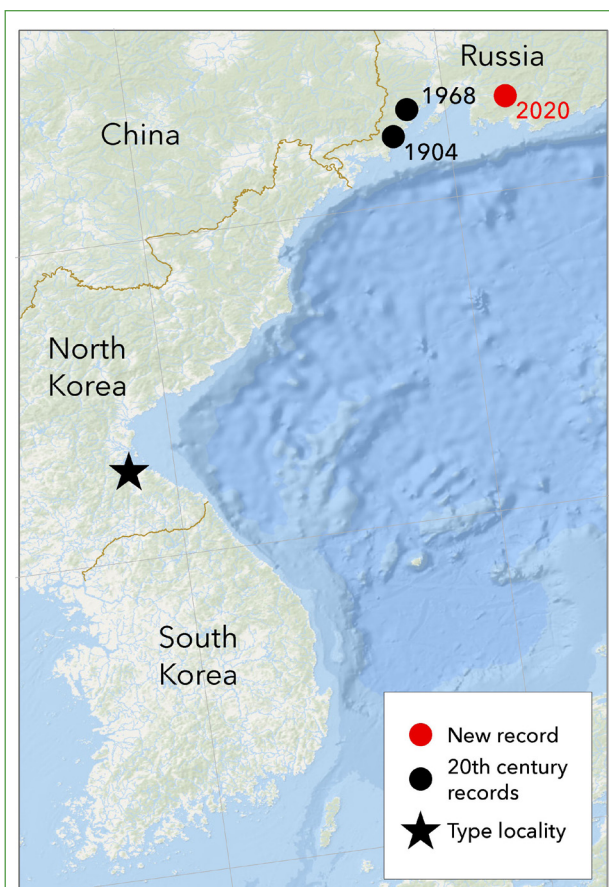 Russia
1968
2020
China
1904
North
Korea
South
Korea
New record
20th century
records
Type locality